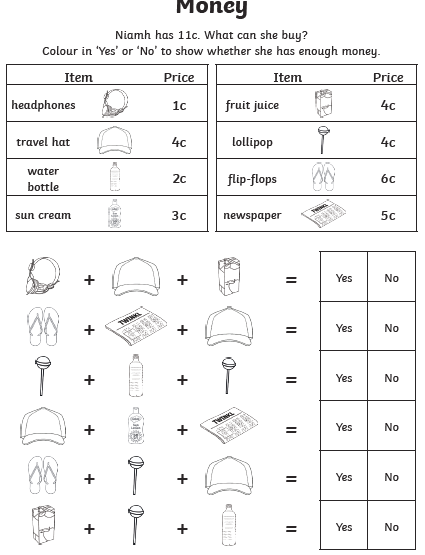 Money
Niamh has 11c. What can she buy?
Colour in ‘Yes’ or ‘No’ to show whether she has enough money.
Item Price Item Price
headphones 1c fruit juice 4c
travel hat 4c lollipop 4c
water bottle 2c flip-flops 6c
sun cream 3c newspaper 5c
+ + = Yes No
TWINKL
+ + = Yes No
+ + = Yes No
TWINKL
+ + = Yes No
+ + = Yes No
+ + = Yes No